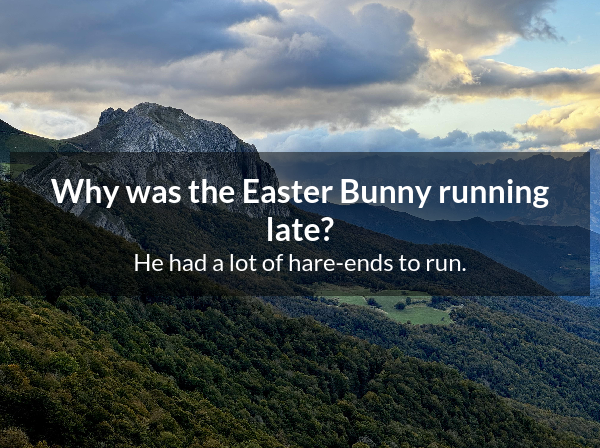 Why was the Easter Bunny running
late?
He had a lot of hare-ends to run.